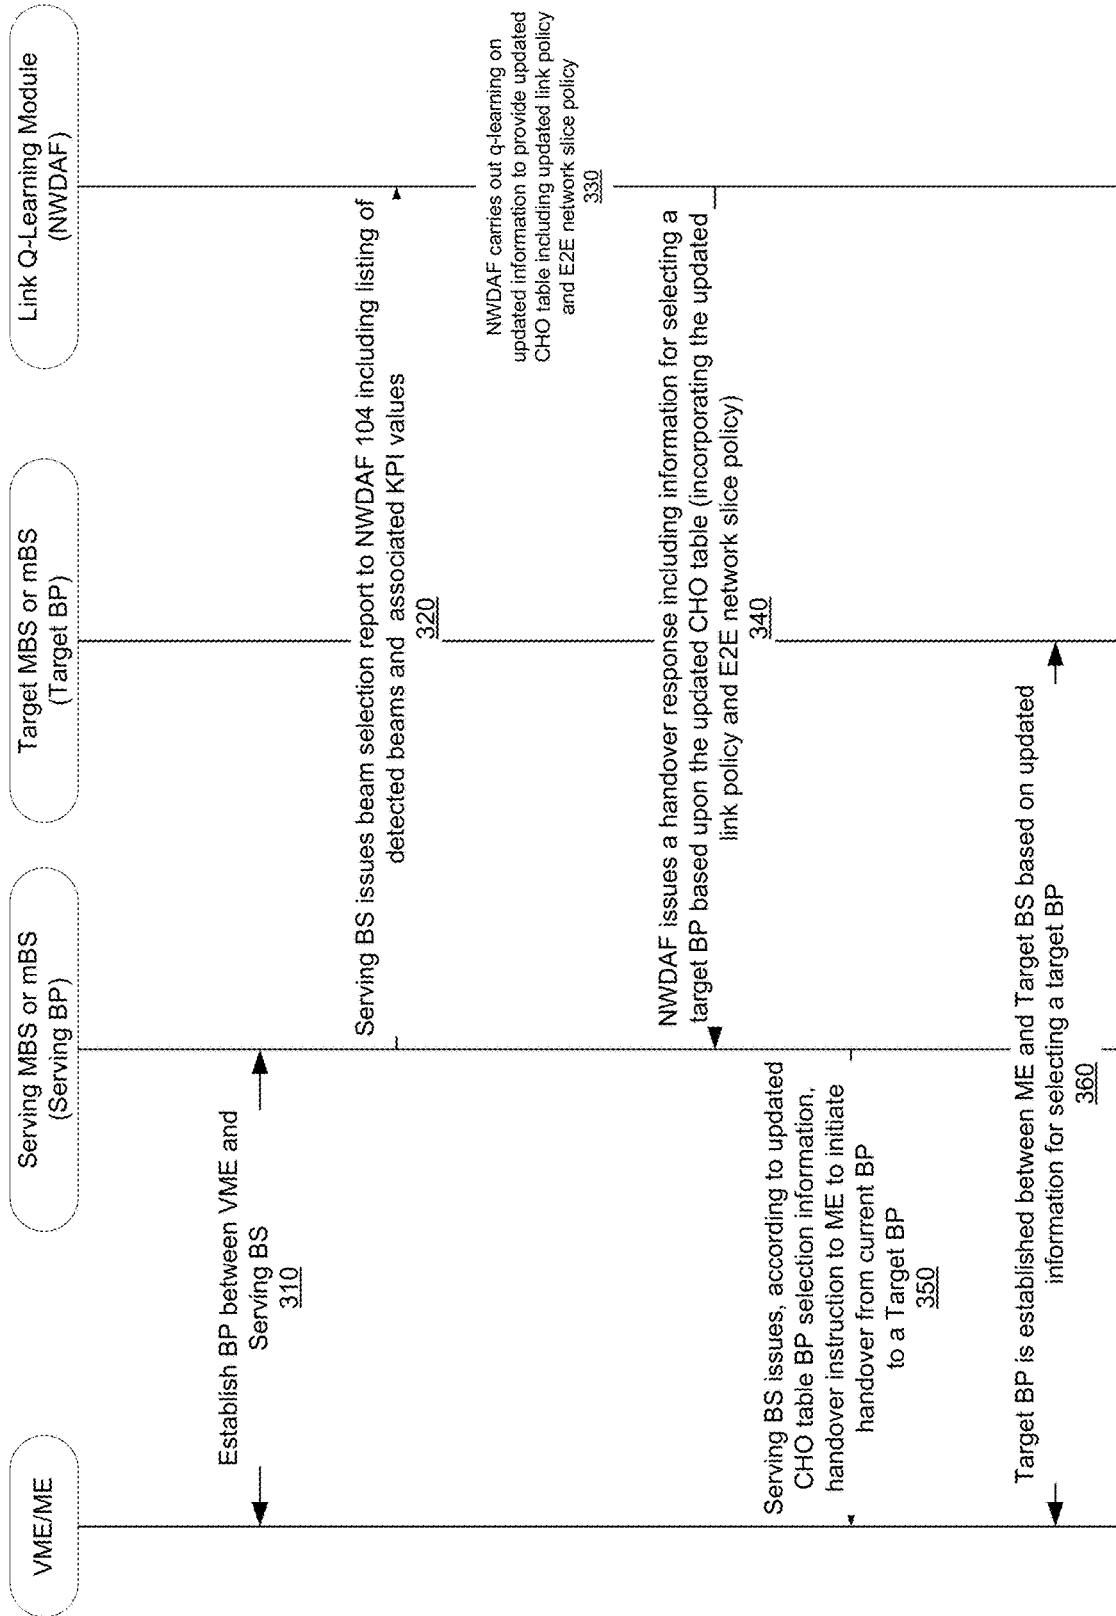 VME/ME
Serving MBS or mBS
(Serving BP)
Target MBS or mBS
(Target BP)
Link Q-Learning Module
(NWDAF)
Establish BP between VME and
Serving BS
310
Serving BS issues beam selection report to NWDAF 104 including listing of
detected beams and associated KPI values
320
NWDAF carries out q-learning on
updated information to provide updated
CHO table including updated link policy
and E2E network slice policy
330
NWDAF issues a handover response including information for selecting a
target BP based upon the updated CHO table (incorporating the updated
link policy and E2E network slice policy)
340
Serving BS issues, according to updated
CHO table BP selection information,
handover instruction to ME to initiate
handover from current BP
to a Target BP
350
Target BP is established between ME and Target BS based on updated
information for selecting a target BP
360